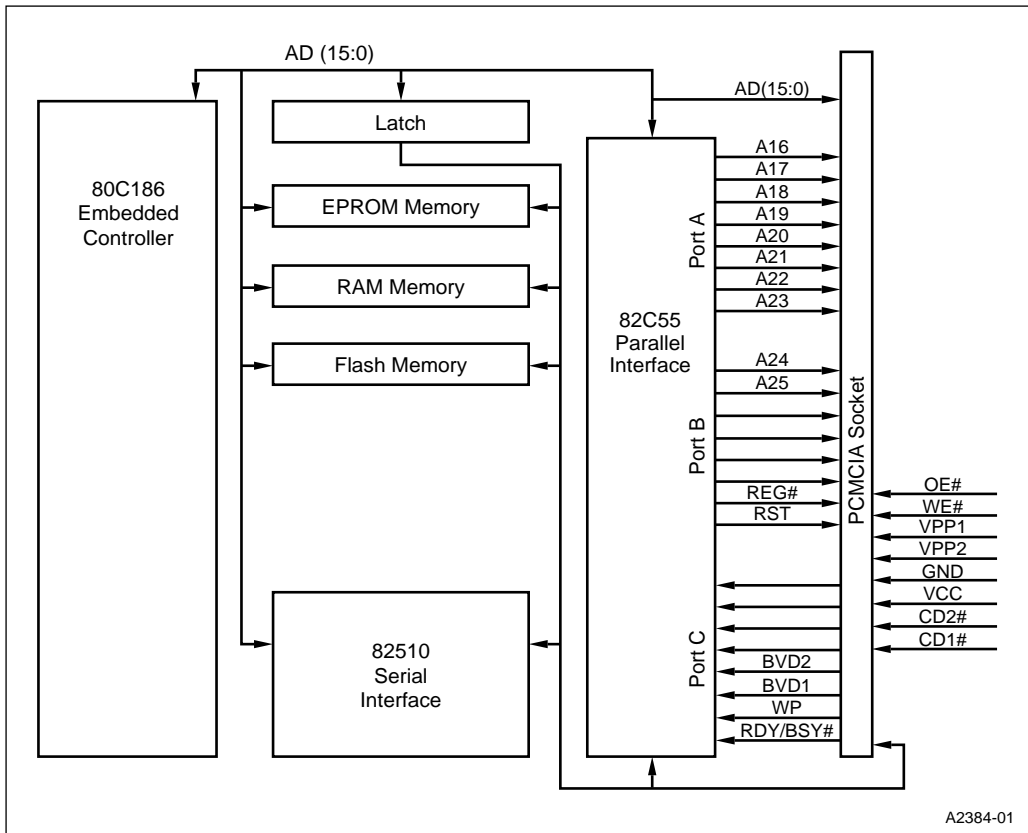 AD (15:0)
AD(15:0)
Latch
80C186
Embedded
Controller
EPROM Memory
RAM Memory
Flash Memory
82510
Serial
Interface
82C55
Parallel
Interface
Port A
Port B
Port C
A16
A17
A18
A19
A20
A21
A22
A23
A24
A25
REG#
RST
BVD2
BVD1
WP
RDY/BSY#
PCMCIA Socket
OE#
WE#
VPP1
VPP2
GND
VCC
CD2#
CD1#
A2384-01